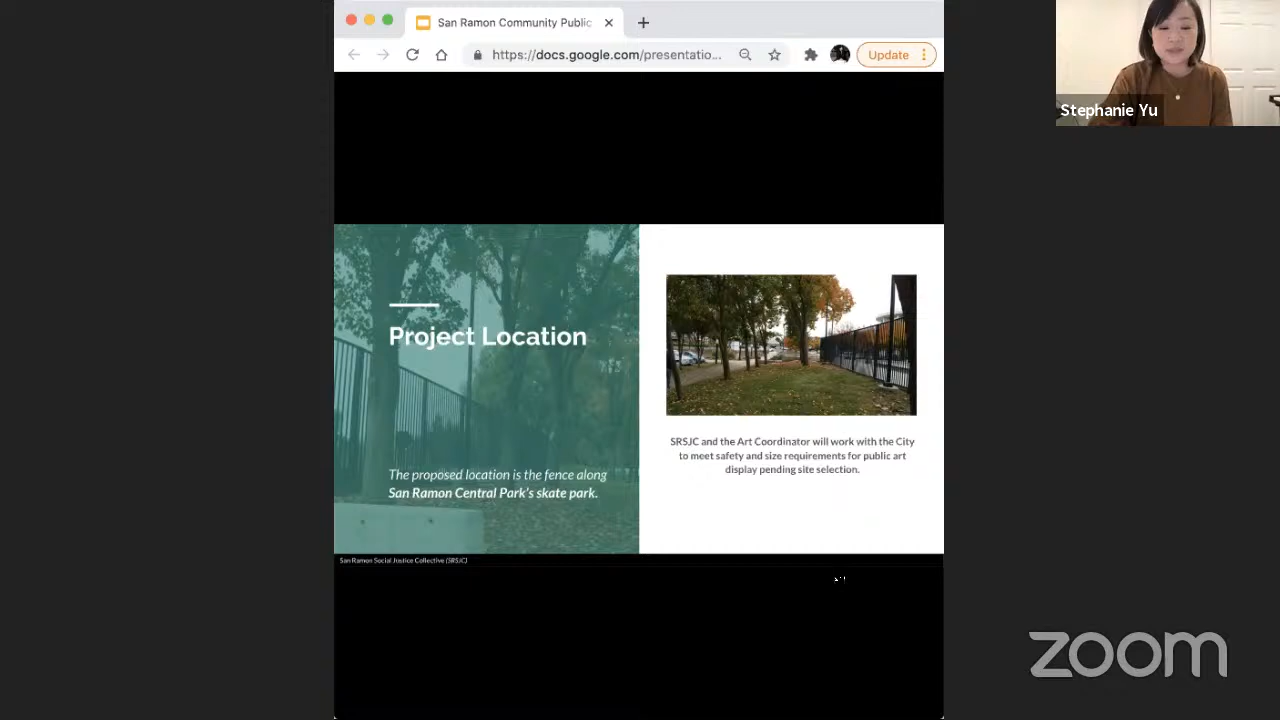 San Ramon Community Public
https://docs.google.com/presentatio...
Update
Stephanie Yu
Project Location
The proposed location is the fence along
San Ramon Central Park's skate park.
SRSJC and the Art Coordinator will work with the City
to meet safety and size requirements for public art
display pending site selection.
San Ramon Social Justice Collective (SRSJC)
zoom